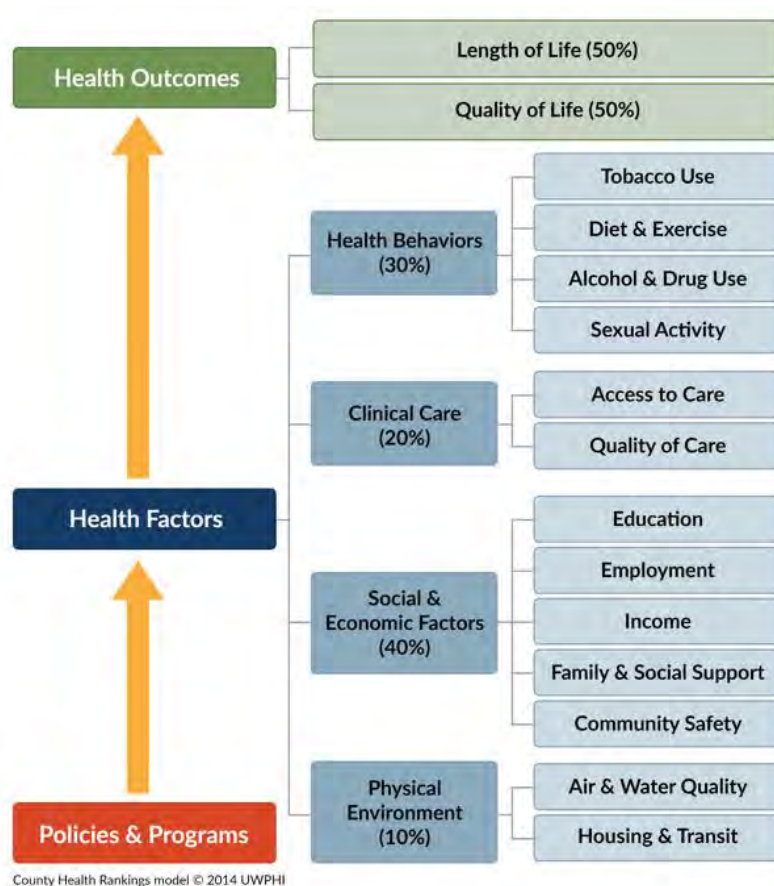 Health Outcomes
Length of Life (50%)
Quality of Life (50%)
Health Behaviors
(30%)
Tobacco Use
Diet & Exercise
Alcohol & Drug Use
Sexual Activity
Clinical Care
(20%)
Access to Care
Quality of Care
Health Factors
Social &
Economic Factors
(40%)
Education
Employment
Income
Family & Social Support
Community Safety
Physical
Environment
(10%)
Air & Water Quality
Housing & Transit
Policies & Programs
County Health Rankings model © 2014 UWPHI